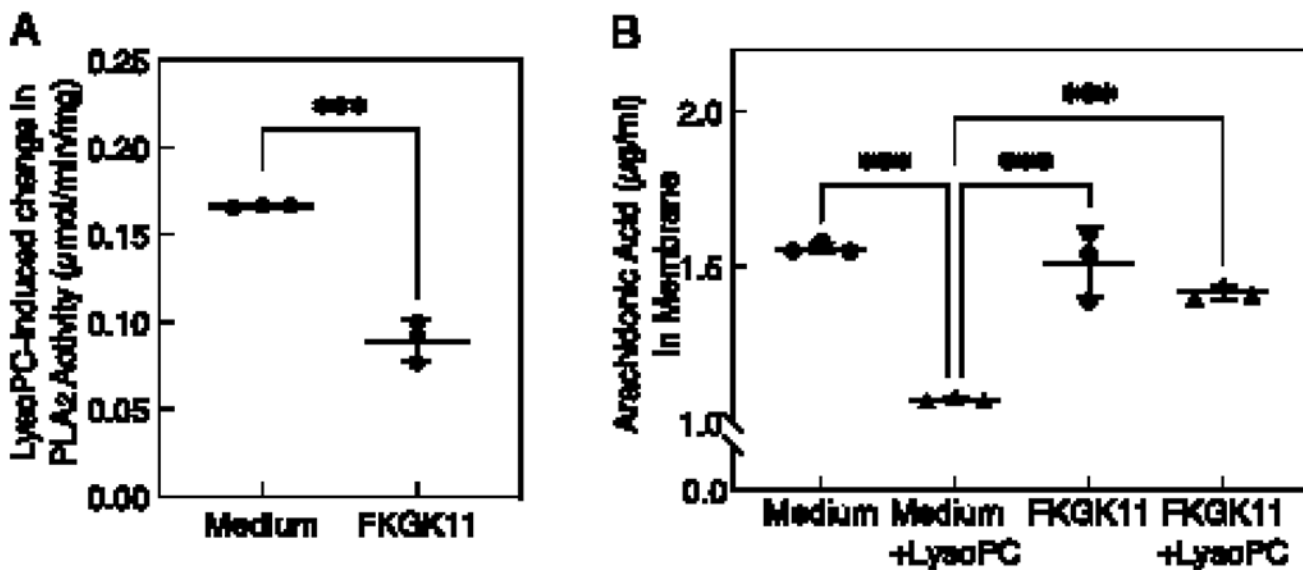 A
LysoPC-Induced change in
PLA2 Activity (μmol/min/mg)
0.25
0.20
0.15
0.10
0.05
0.00
***
Medium
FKGK11
B
Arachidonic Acid (μg/ml)
In Membrane
2.0
1.5
1.0
0.0
***
***
***
Medium
Medium
+LysoPC
FKGK11
FKGK11
+LysoPC